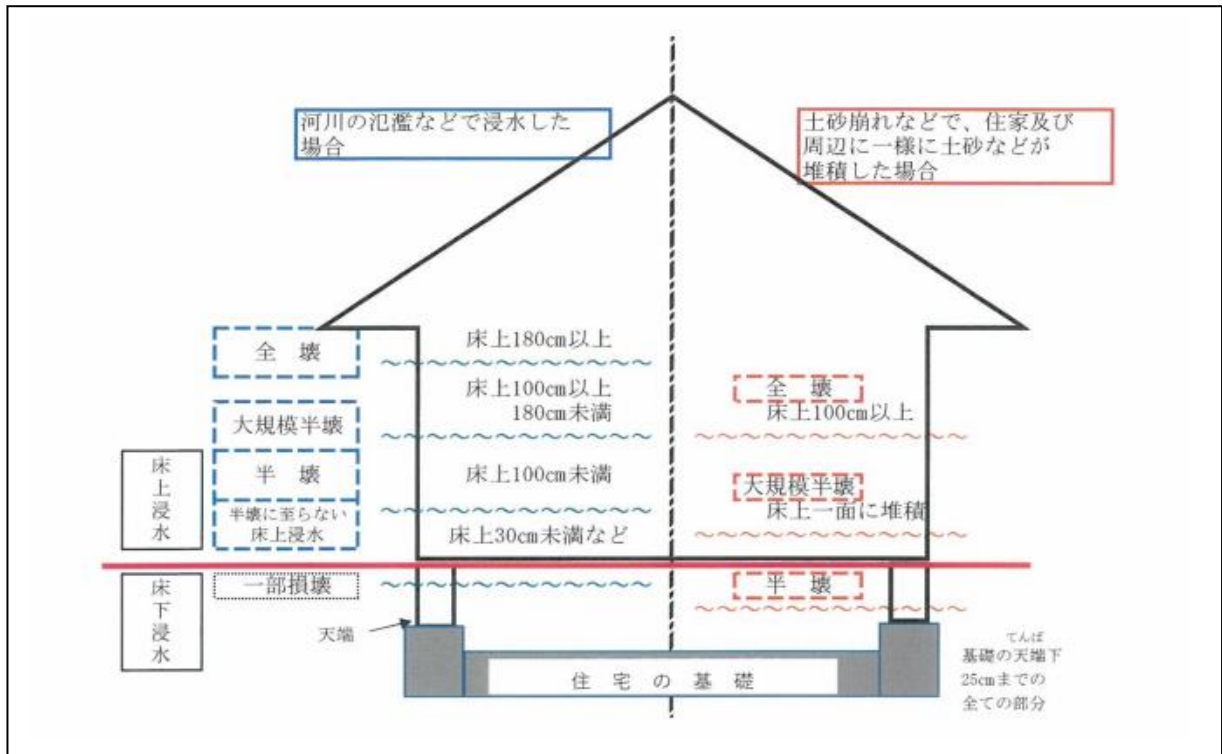 河川の氾濫などで浸水した
場合
土砂崩れなどで、住家及び
周辺に一様に土砂などが
堆積した場合
全 壊
床上180cm以上
大規模半壊
床上100cm以上
180cm未満
全 壊
床上100cm以上
床上浸水
半 壊
床上100cm未満
大規模半壊
床上一面に堆積
半壊に至らない
床上浸水
床上30cm未満など
床下浸水
一部損壊
半 壊
天端
住 宅 の 基 礎
てんば
基礎の天端下
25cmまでの
全ての部分